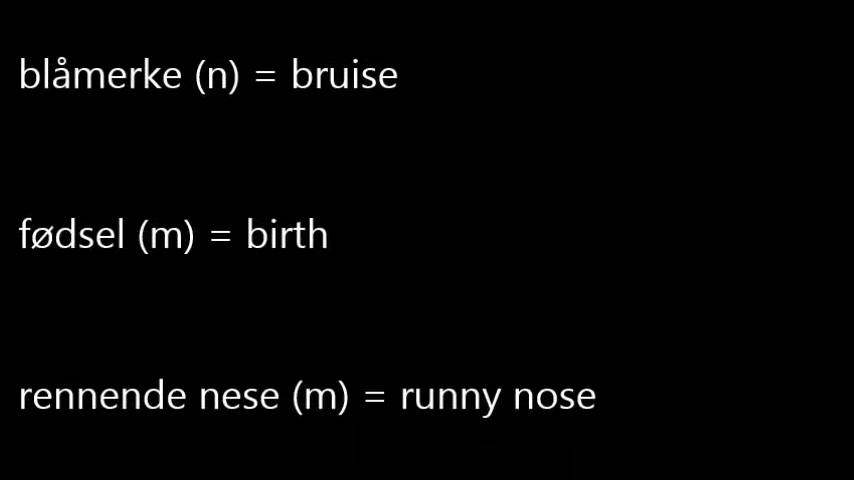 blåmerke (n) = bruise
fødsel (m) = birth
rennende nese (m) = runny nose